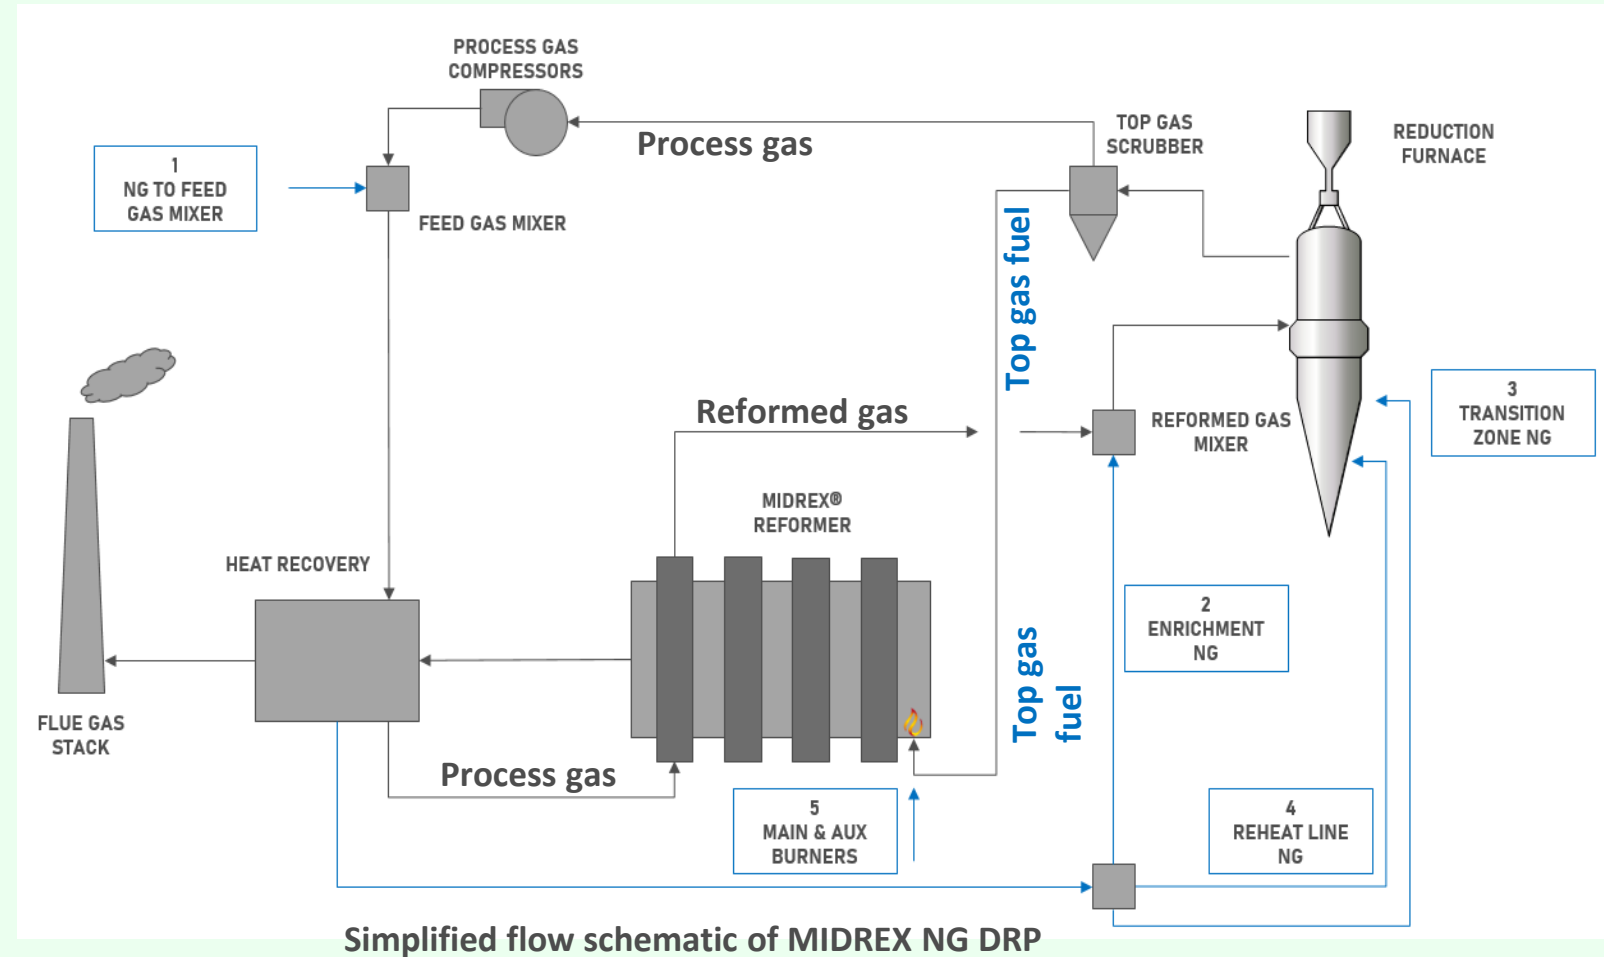 PROCESS GAS
COMPRESSORS
Process gas
TOP GAS
SCRUBBER
REDUCTION
FURNACE
1
NG TO FEED
GAS MIXER
FEED GAS MIXER
Top gas fuel
Reformed gas
REFORMED GAS
MIXER
3
TRANSITION
ZONE NG
MIDREX®
REFORMER
HEAT RECOVERY
2
ENRICHMENT
NG
Top gas
fuel
FLUE GAS
STACK
Process gas
5
MAIN & AUX
BURNERS
4
REHEAT LINE
NG
Simplified flow schematic of MIDREX NG DRP